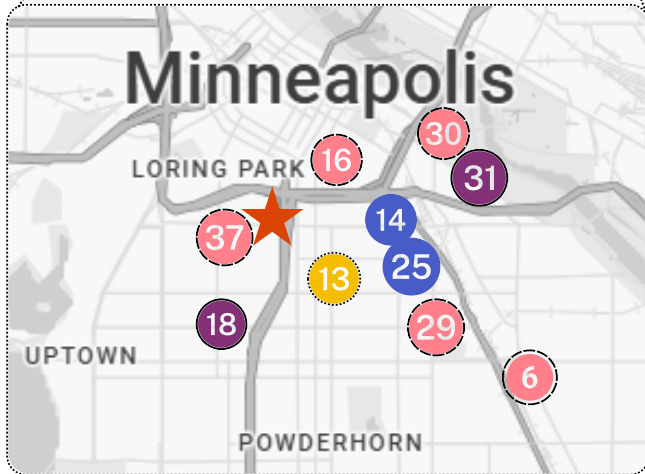 Minneapolis
30
16
LORING PARK
31
14
37
25
13
18
29
UPTOWN
6
POWDERHORN